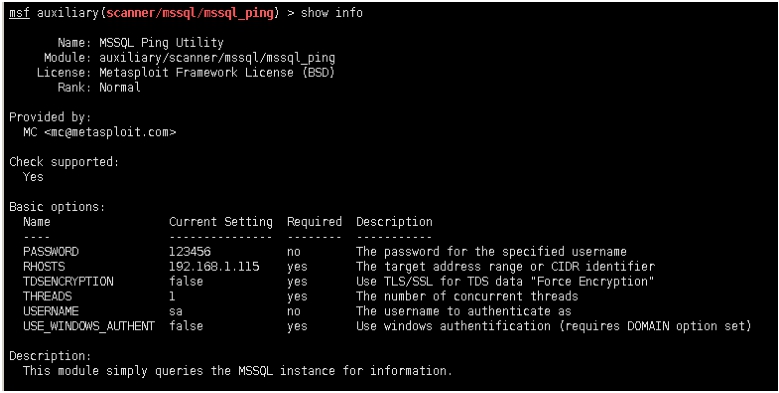 msf auxiliary(scanner/mssql/mssql_ping) > show info
Name: MSSQL Ping Utility
Module: auxiliary/scanner/mssql/mssql_ping
License: Metasploit Framework License (BSD)
Rank: Normal
Provided by:
MC <mc@metasploit.com>
Check supported:
Yes
Basic options:
Name Current Setting Required Description
---- --------------- -------- -----------
PASSWORD 123456 no The password for the specified username
RHOSTS 192.168.1.115 yes The target address range or CIDR identifier
TDSENCRYPTION false yes Use TLS/SSL for TDS data "Force Encryption"
THREADS 1 yes The number of concurrent threads
USERNAME sa no The username to authenticate as
USE_WINDOWS_AUTHENT false yes Use windows authentification (requires DOMAIN option set)
Description:
This module simply queries the MSSQL instance for information.